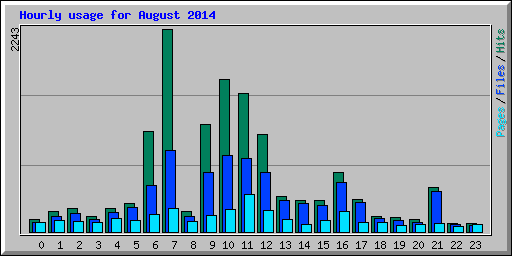 Hourly usage for August 2014
2243
Pages/Files/Hits
0 1 2 3 4 5 6 7 8 9 10 11 12 13 14 15 16 17 18 19 20 21 22 23